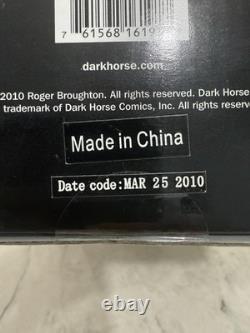 7 61568 1619
darkhorse.com
2010 Roger Broughton. All rights reserved. Dark Horse
trademark of Dark Horse Comics, Inc. All rights reserved
Made in China
Date code:MAR 25 2010
ebay